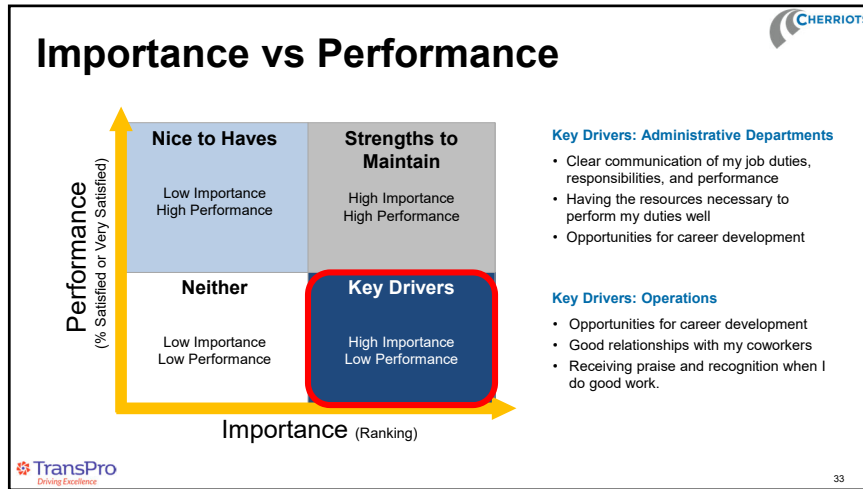 CHERRIOTS
Importance vs Performance
Performance
(% Satisfied or Very Satisfied)
Nice to Haves
Low Importance
High Performance
Strengths to
Maintain
High Importance
High Performance
Neither
Low Importance
Low Performance
Key Drivers
High Importance
Low Performance
Importance (Ranking)
Key Drivers: Administrative Departments
• Clear communication of my job duties,
responsibilities, and performance
• Having the resources necessary to
perform my duties well
• Opportunities for career development
Key Drivers: Operations
• Opportunities for career development
• Good relationships with my coworkers
• Receiving praise and recognition when I
do good work.
TransPro
Driving Excellence
33